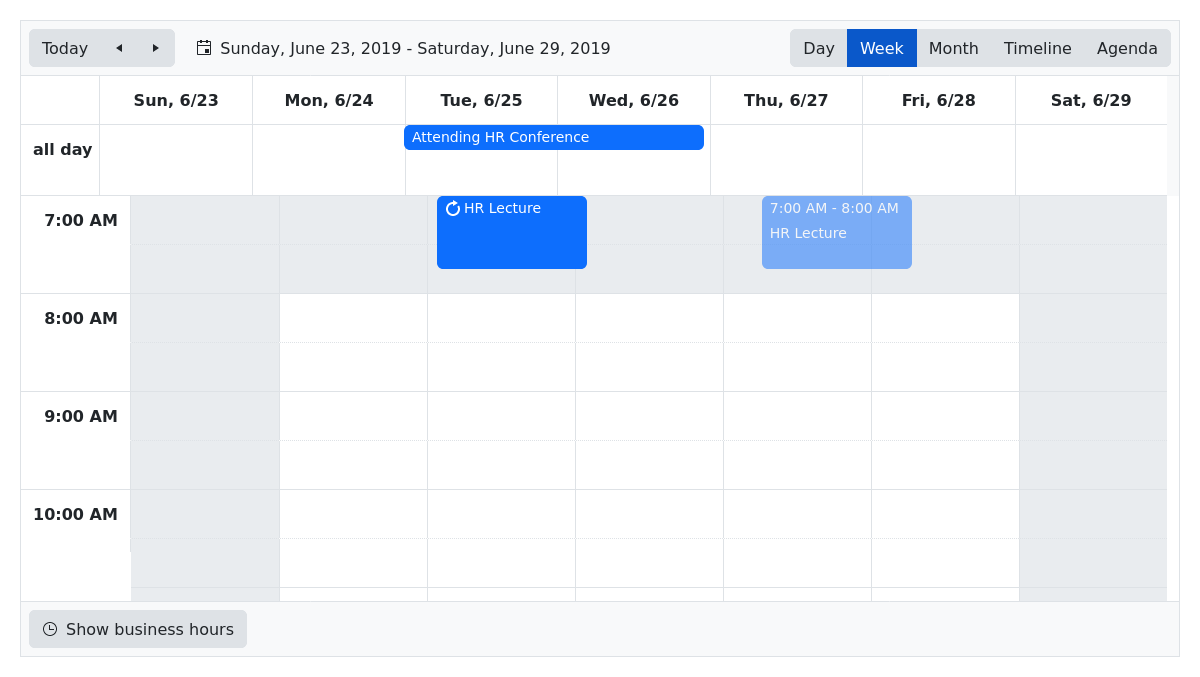 Today Sunday, June 23, 2019 - Saturday, June 29, 2019 Day Week Month Timeline Agenda
Sun, 6/23 Mon, 6/24 Tue, 6/25 Wed, 6/26 Thu, 6/27 Fri, 6/28 Sat, 6/29
all day Attending HR Conference
7:00 AM HR Lecture 7:00 AM - 8:00 AM
HR Lecture
8:00 AM
9:00 AM
10:00 AM
Show business hours